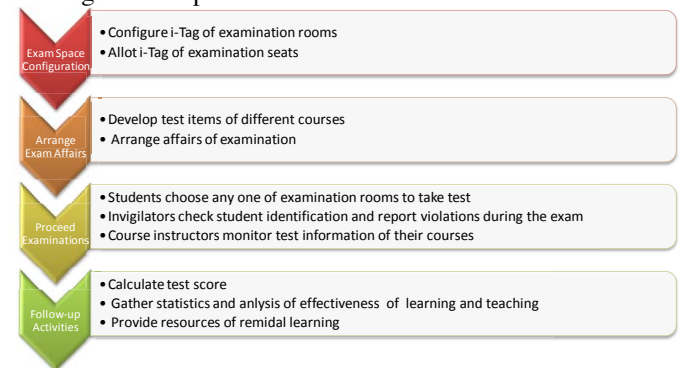 Exam Space
Configuration
• Configure i-Tag of examination rooms
• Allot i-Tag of examination seats
Arrange
Exam Affairs
• Develop test items of different courses
• Arrange affairs of examination
Proceed
Examinations
• Students choose any one of examination rooms to take test
• Invigilators check student identification and report violations during the exam
• Course instructors monitor test information of their courses
Follow-up
Activities
• Calculate test score
• Gather statistics and anlysis of effectiveness of learning and teaching
• Provide resources of remidal learning